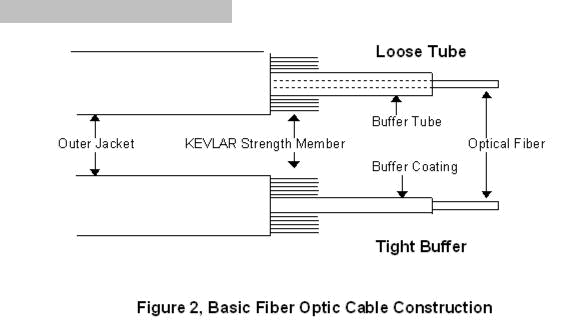 Loose Tube
Buffer Tube
Outer Jacket
KEVLAR Strength Member
Optical Fiber
Buffer Coating
Tight Buffer
Figure 2, Basic Fiber Optic Cable Construction